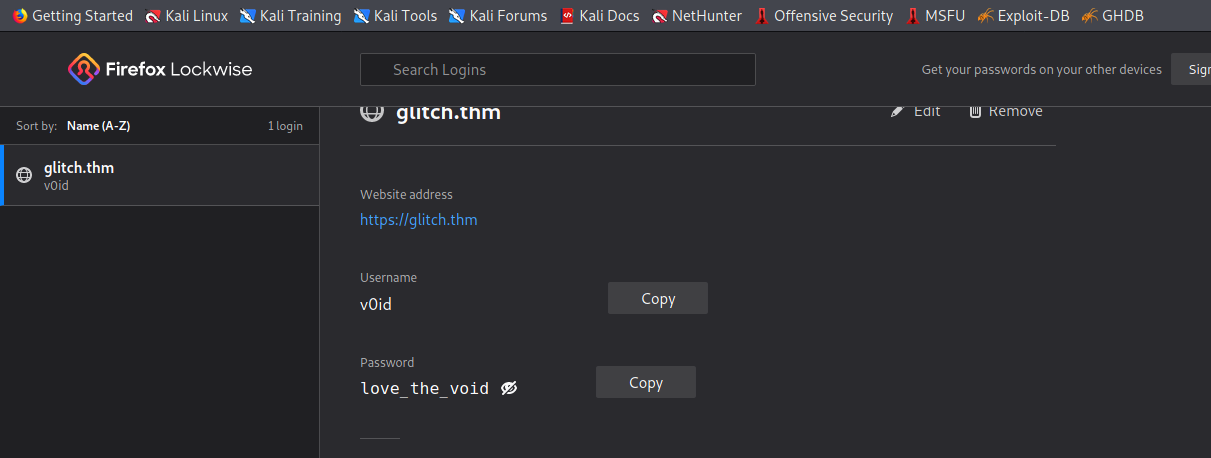 Getting Started Kali Linux Kali Training Kali Tools Kali Forums Kali Docs NetHunter Offensive Security MSFU Exploit-DB GHDB
Firefox Lockwise Search Logins Get your passwords on your other devices
Sort by: Name (A-Z) 1 login
glitch.thm
v0id
glitch.thm Edit Remove
Website address
https://glitch.thm
Username
v0id Copy
Password
love_the_void Copy